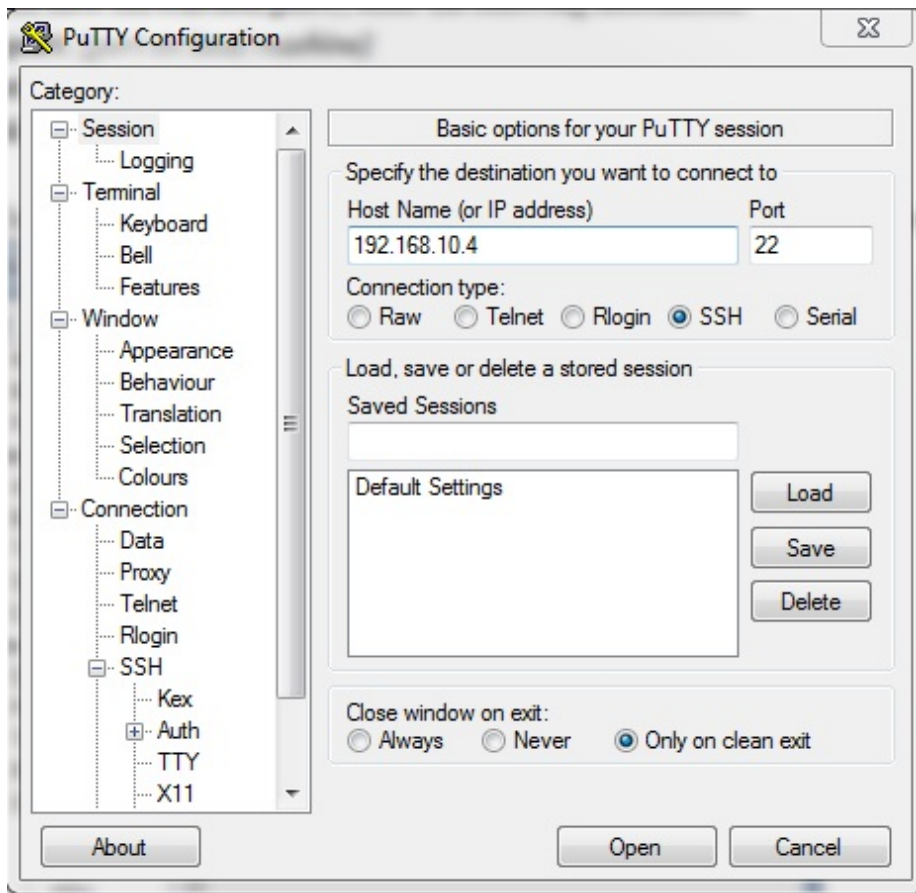 PuTTY Configuration
Category:
Session
Logging
Terminal
Keyboard
Bell
Features
Window
Appearance
Behaviour
Translation
Selection
Colours
Connection
Data
Proxy
Telnet
Rlogin
SSH
Kex
Auth
TTY
X11
Basic options for your PuTTY session
Specify the destination you want to connect to
Host Name (or IP address) Port
192.168.10.4 22
Connection type:
Raw Telnet Rlogin SSH Serial
Load, save or delete a stored session
Saved Sessions
Default Settings
Load
Save
Delete
Close window on exit:
Always Never Only on clean exit
About Open Cancel